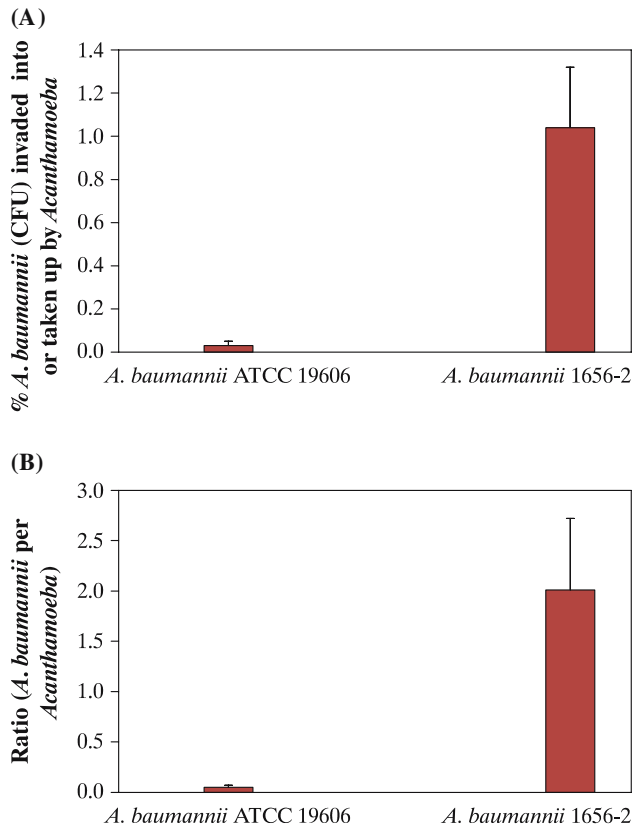 (A)
% A. baumannii (CFU) invaded into
or taken up by Acanthamoeba
1.4
1.2
1.0
0.8
0.6
0.4
0.2
0.0
A. baumannii ATCC 19606
A. baumannii 1656-2
(B)
Ratio (A. baumannii per
Acanthamoeba)
3.0
2.5
2.0
1.5
1.0
0.5
0.0
A. baumannii ATCC 19606
A. baumannii 1656-2